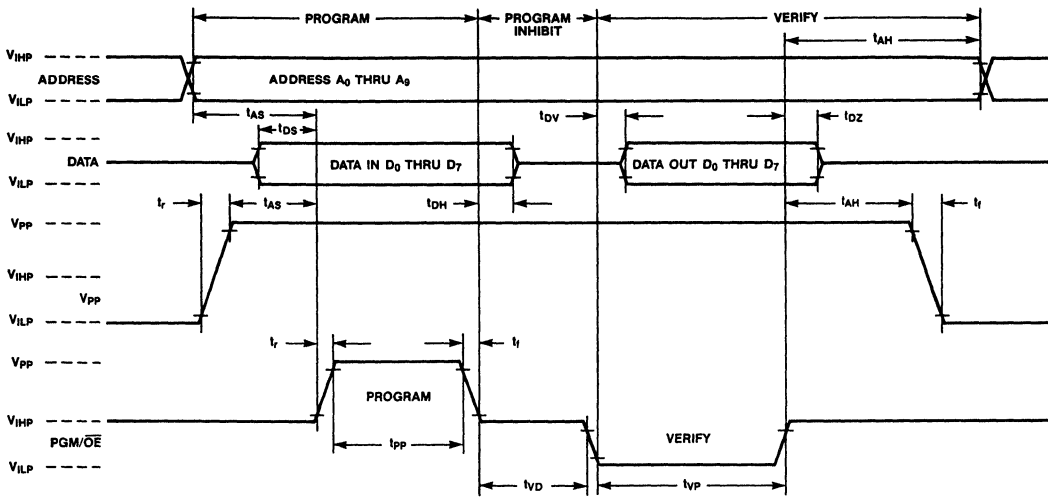 PROGRAM PROGRAM INHIBIT VERIFY
tAH
VIHP
ADDRESS ADDRESS A0 THRU A9
VILP
tAS
tDS tDV tDZ
VIHP
DATA DATA IN D0 THRU D7 DATA OUT D0 THRU D7
VILP
tr tAS tDH tAH tf
VPP
VIHP
VPP
VILP
tr tf
VPP
PROGRAM
VIHP
PGM/OE tPP VERIFY
VILP
tVD tVP